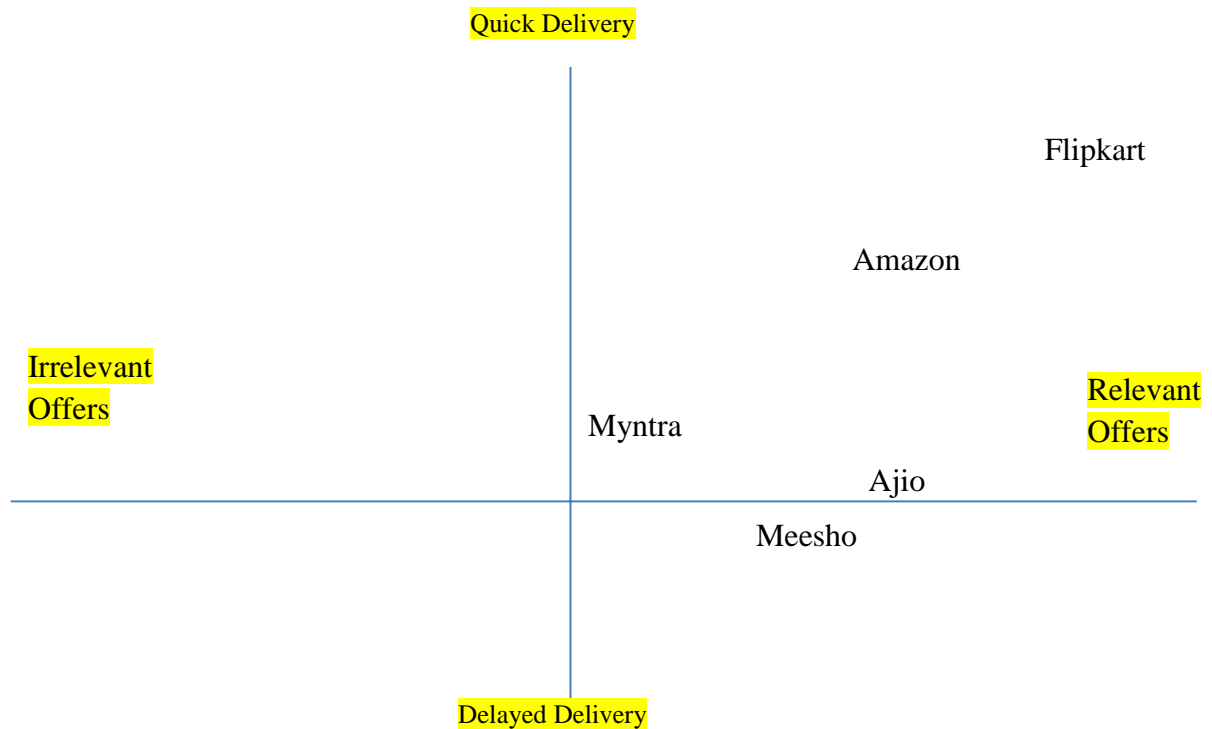 Quick Delivery
Flipkart
Amazon
Irrelevant
Offers
Relevant
Offers
Myntra
Ajio
Meesho
Delayed Delivery